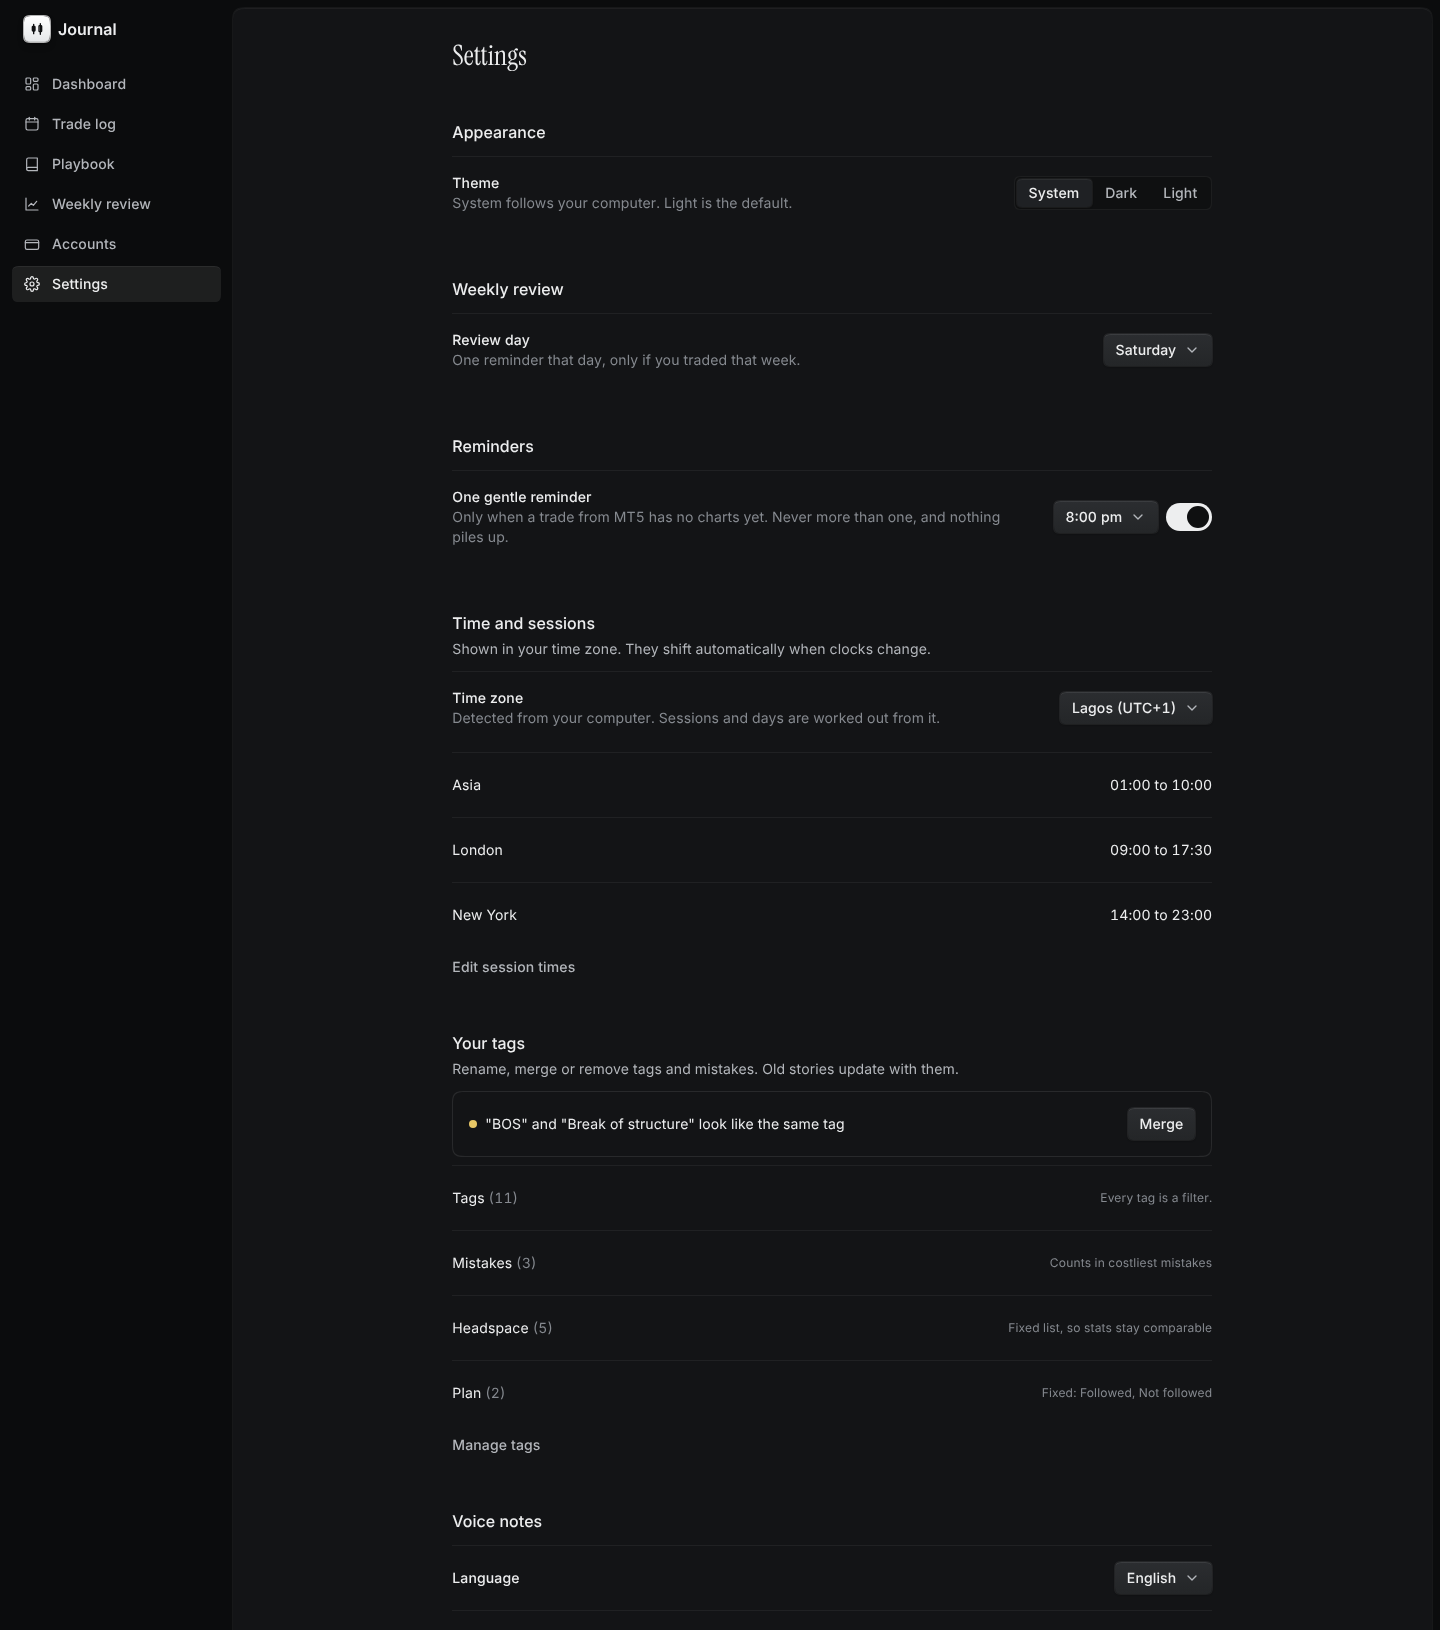 Journal
Dashboard
Trade log
Playbook
Weekly review
Accounts
Settings
Settings
Appearance
Theme
System follows your computer. Light is the default.
System Dark Light
Weekly review
Review day
One reminder that day, only if you traded that week.
Saturday
Reminders
One gentle reminder
Only when a trade from MT5 has no charts yet. Never more than one, and nothing
piles up.
8:00 pm
Time and sessions
Shown in your time zone. They shift automatically when clocks change.
Time zone
Detected from your computer. Sessions and days are worked out from it.
Lagos (UTC+1)
Asia 01:00 to 10:00
London 09:00 to 17:30
New York 14:00 to 23:00
Edit session times
Your tags
Rename, merge or remove tags and mistakes. Old stories update with them.
"BOS" and "Break of structure" look like the same tag Merge
Tags (11) Every tag is a filter.
Mistakes (3) Counts in costliest mistakes
Headspace (5) Fixed list, so stats stay comparable
Plan (2) Fixed: Followed, Not followed
Manage tags
Voice notes
Language English